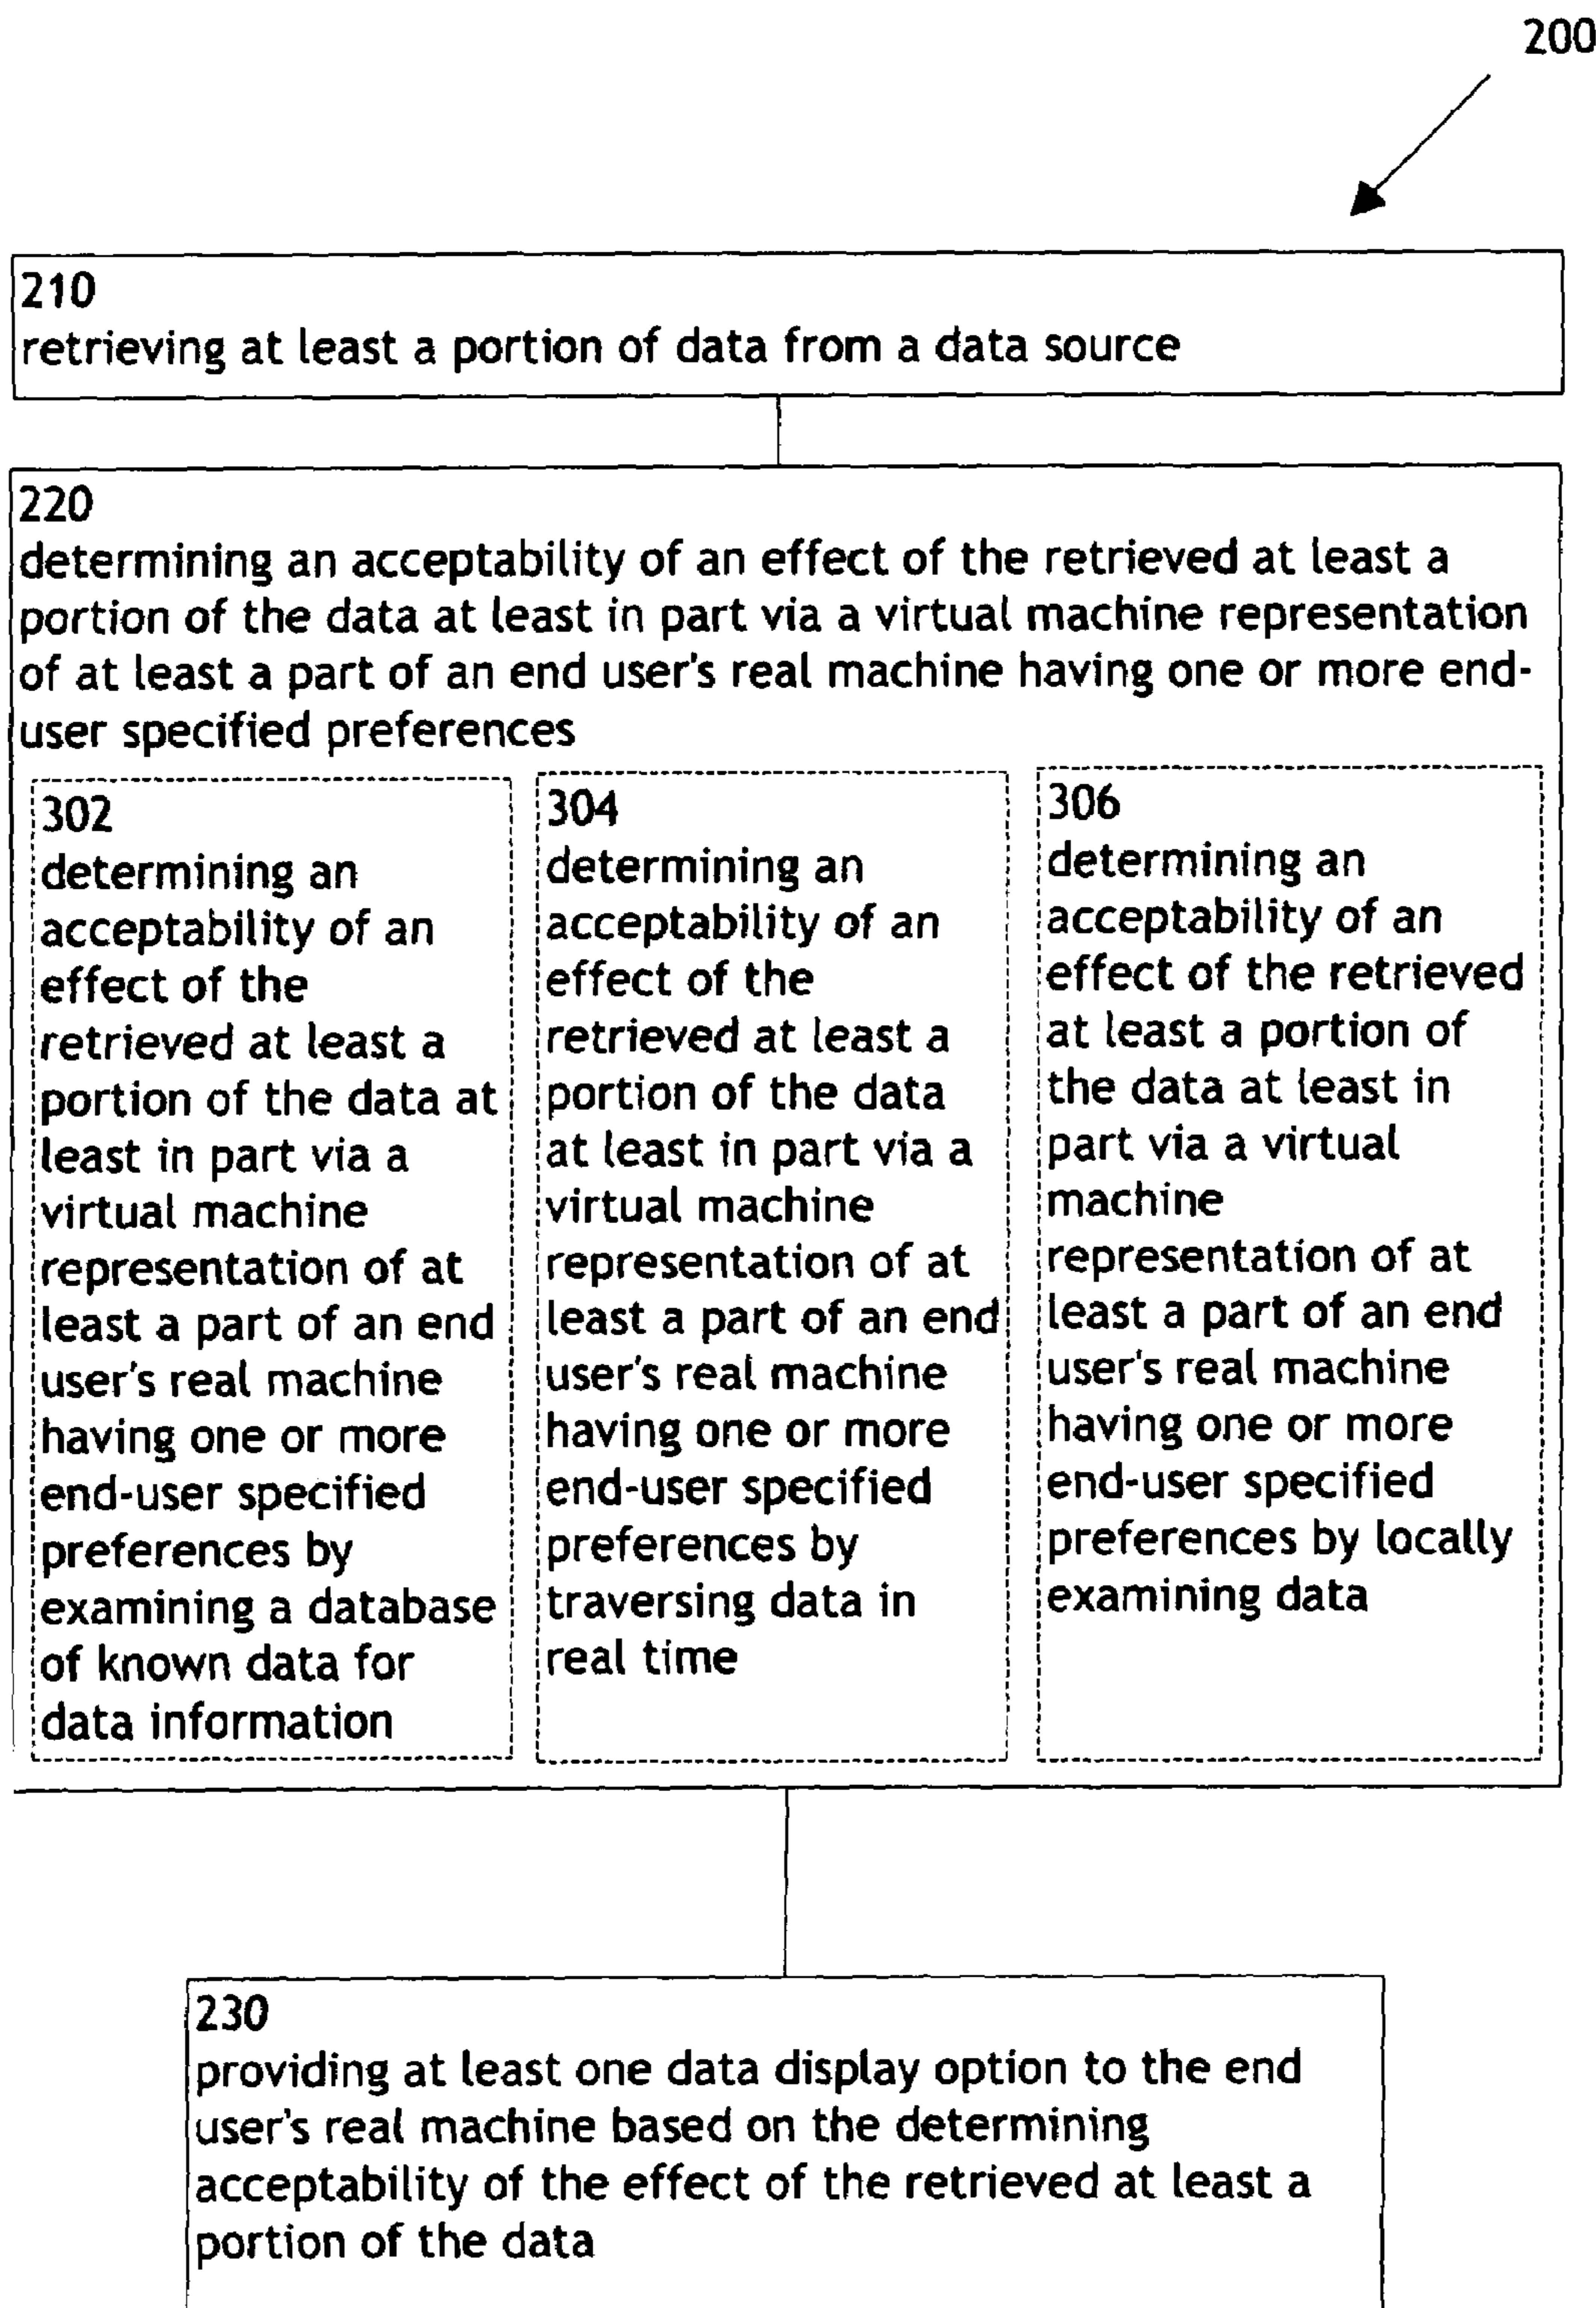 200
210
retrieving at least a portion of data from a data source
220
determining an acceptability of an effect of the retrieved at least a
portion of the data at least in part via a virtual machine representation
of at least a part of an end user's real machine having one or more end-
user specified preferences
302
determining an
acceptability of an
effect of the
retrieved at least a
portion of the data at
least in part via a
virtual machine
representation of at
least a part of an end
user's real machine
having one or more
end-user specified
preferences by
examining a database
of known data for
data information
304
determining an
acceptability of an
effect of the
retrieved at least a
portion of the data
at least in part via a
virtual machine
representation of at
least a part of an end
user's real machine
having one or more
end-user specified
preferences by
traversing data in
real time
306
determining an
acceptability of an
effect of the retrieved
at least a portion of
the data at least in
part via a virtual
machine
representation of at
least a part of an end
user's real machine
having one or more
end-user specified
preferences by locally
examining data
230
providing at least one data display option to the end
user's real machine based on the determining
acceptability of the effect of the retrieved at least a
portion of the data